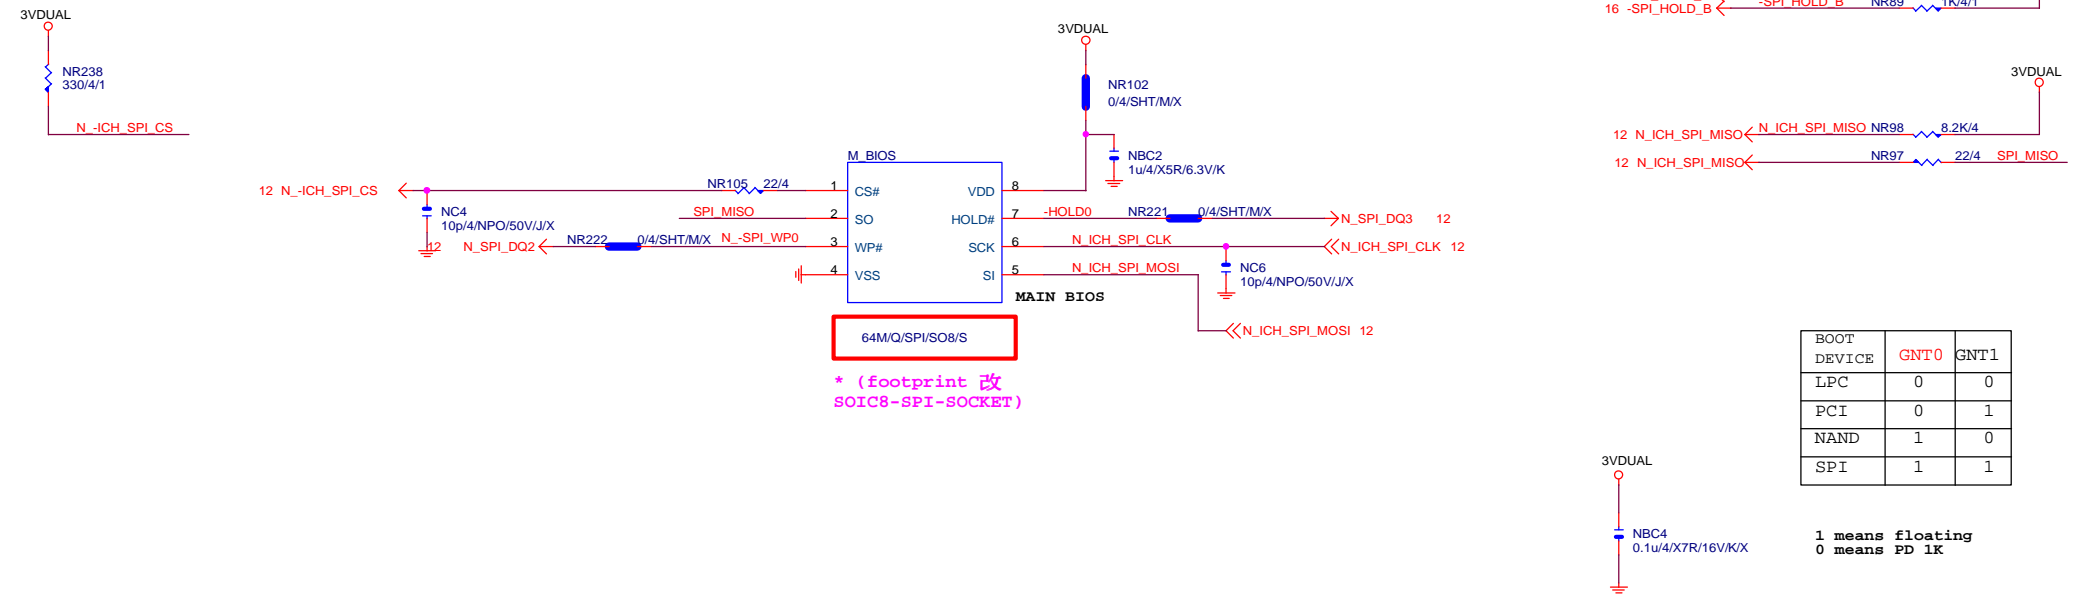 3VDUAL
NR238
330/4/1
N_-ICH_SPI_CS
12 N_-ICH_SPI_CS
NC4
10p/4/NPO/50V/J/X
NR105 22/4
SPI_MISO
12 N_SPI_DQ2
NR222 0/4/SHT/M/X N_-SPI_WP0
3VDUAL
NR102
0/4/SHT/M/X
NBC2
1u/4/X5R/6.3V/K
M_BIOS
1 CS# VDD 8
2 SO HOLD# 7
3 WP# SCK 6
4 VSS SI 5
MAIN BIOS
64M/Q/SPI/SO8/S
* (footprint 改
SOIC8-SPI-SOCKET)
-HOLD0 NR221 0/4/SHT/M/X N_SPI_DQ3 12
N_ICH_SPI_CLK N_ICH_SPI_CLK 12
N_ICH_SPI_MOSI
NC6
10p/4/NPO/50V/J/X
N_ICH_SPI_MOSI 12
16 -SPI_HOLD_B -SPI_HOLD_B NR89 1K/4/1
3VDUAL
12 N_ICH_SPI_MISO N_ICH_SPI_MISO NR98 8.2K/4
12 N_ICH_SPI_MISO NR97 22/4 SPI_MISO
BOOT
DEVICE GNT0 GNT1
LPC 0 0
PCI 0 1
NAND 1 0
SPI 1 1
1 means floating
0 means PD 1K
3VDUAL
NBC4
0.1u/4/X7R/16V/K/X